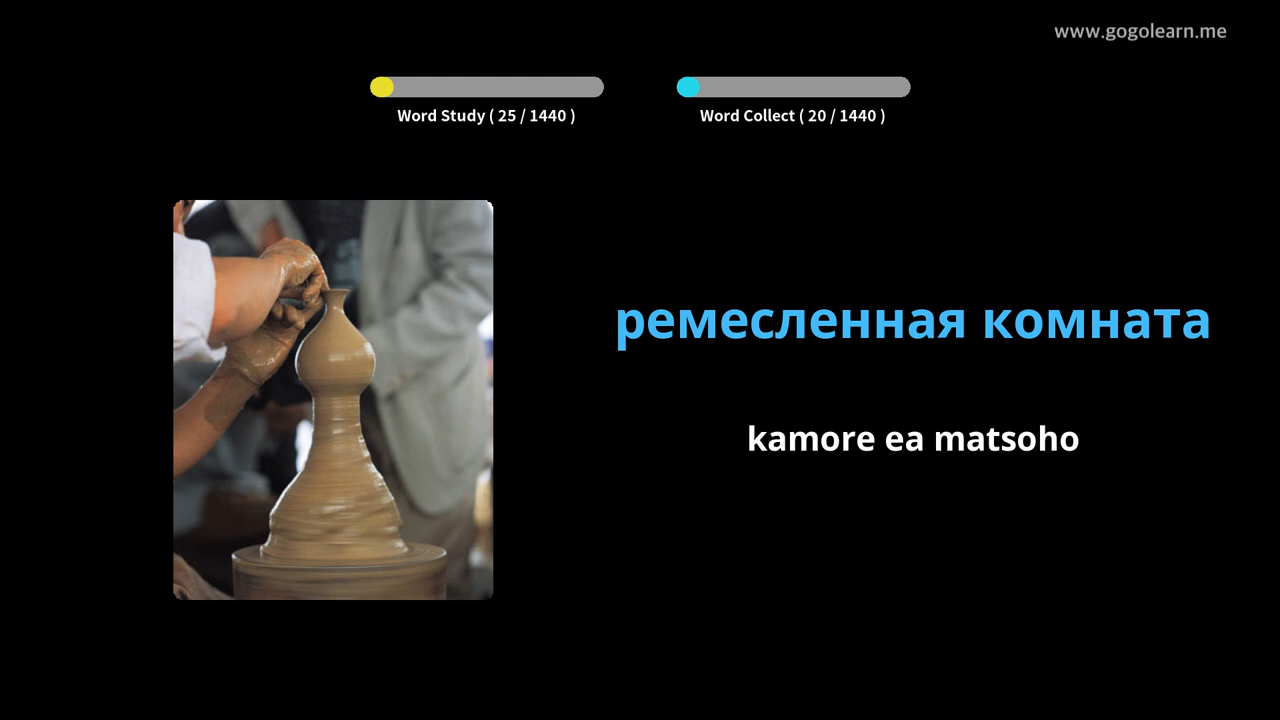 www.gogolearn.me
Word Study ( 25 / 1440 )
Word Collect ( 20 / 1440 )
ремесленная комната
kamore ea matsoho